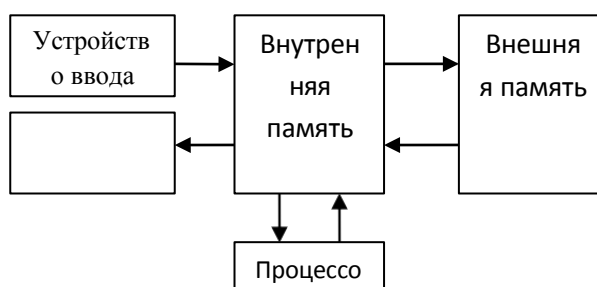 Устройств
о ввода
Внутрен
няя
память
Внешня
я память
Процессо